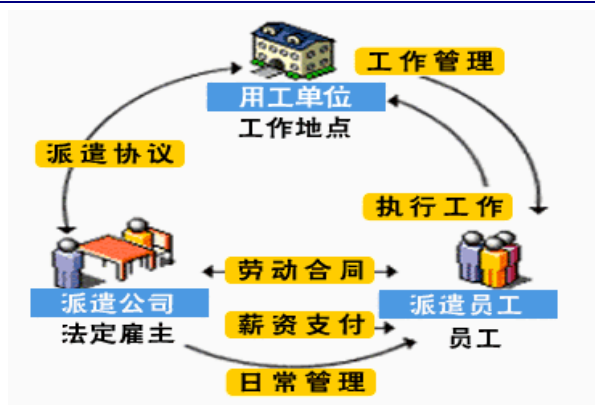 工作管理
用工单位
工作地点
派遣协议
执行工作
劳动合同
派遣公司
派遣员工
法定雇主
薪资支付
员工
日常管理